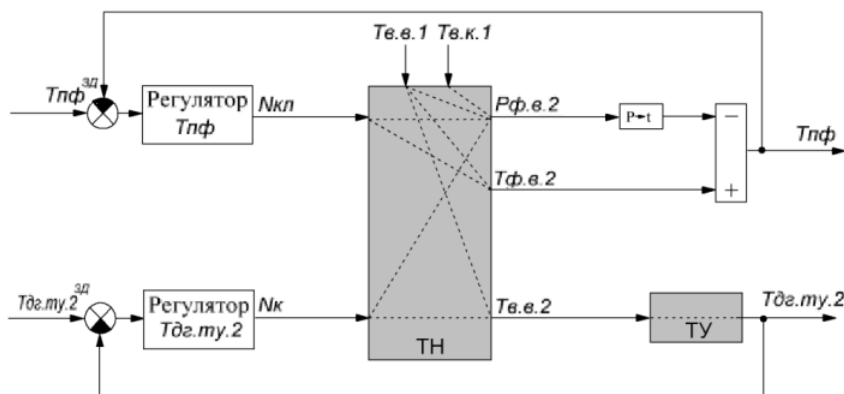 Тв.в.1 Тв.к.1
Тпф зд
Регулятор
Тпф
Nкл
Рф.в.2
P→t
−
Тпф
Тф.в.2
+
Тдг.ту.2 зд
Регулятор
Тдг.ту.2
Nк
Тв.в.2
Тдг.ту.2
ТН
ТУ